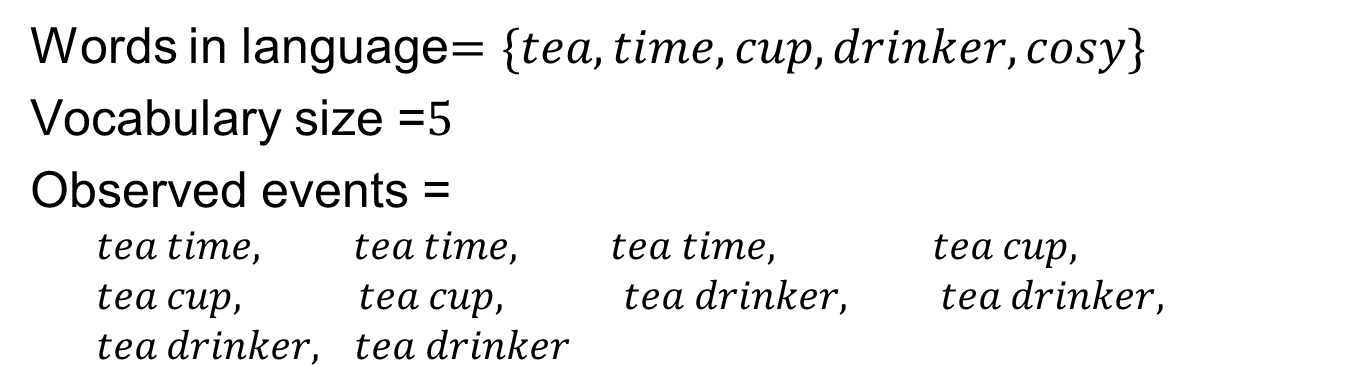 Words in language= {tea, time, cup, drinker, cosy}
Vocabulary size =5
Observed events =
tea time, tea time, tea time, tea cup,
tea cup, tea cup, tea drinker, tea drinker,
tea drinker, tea drinker